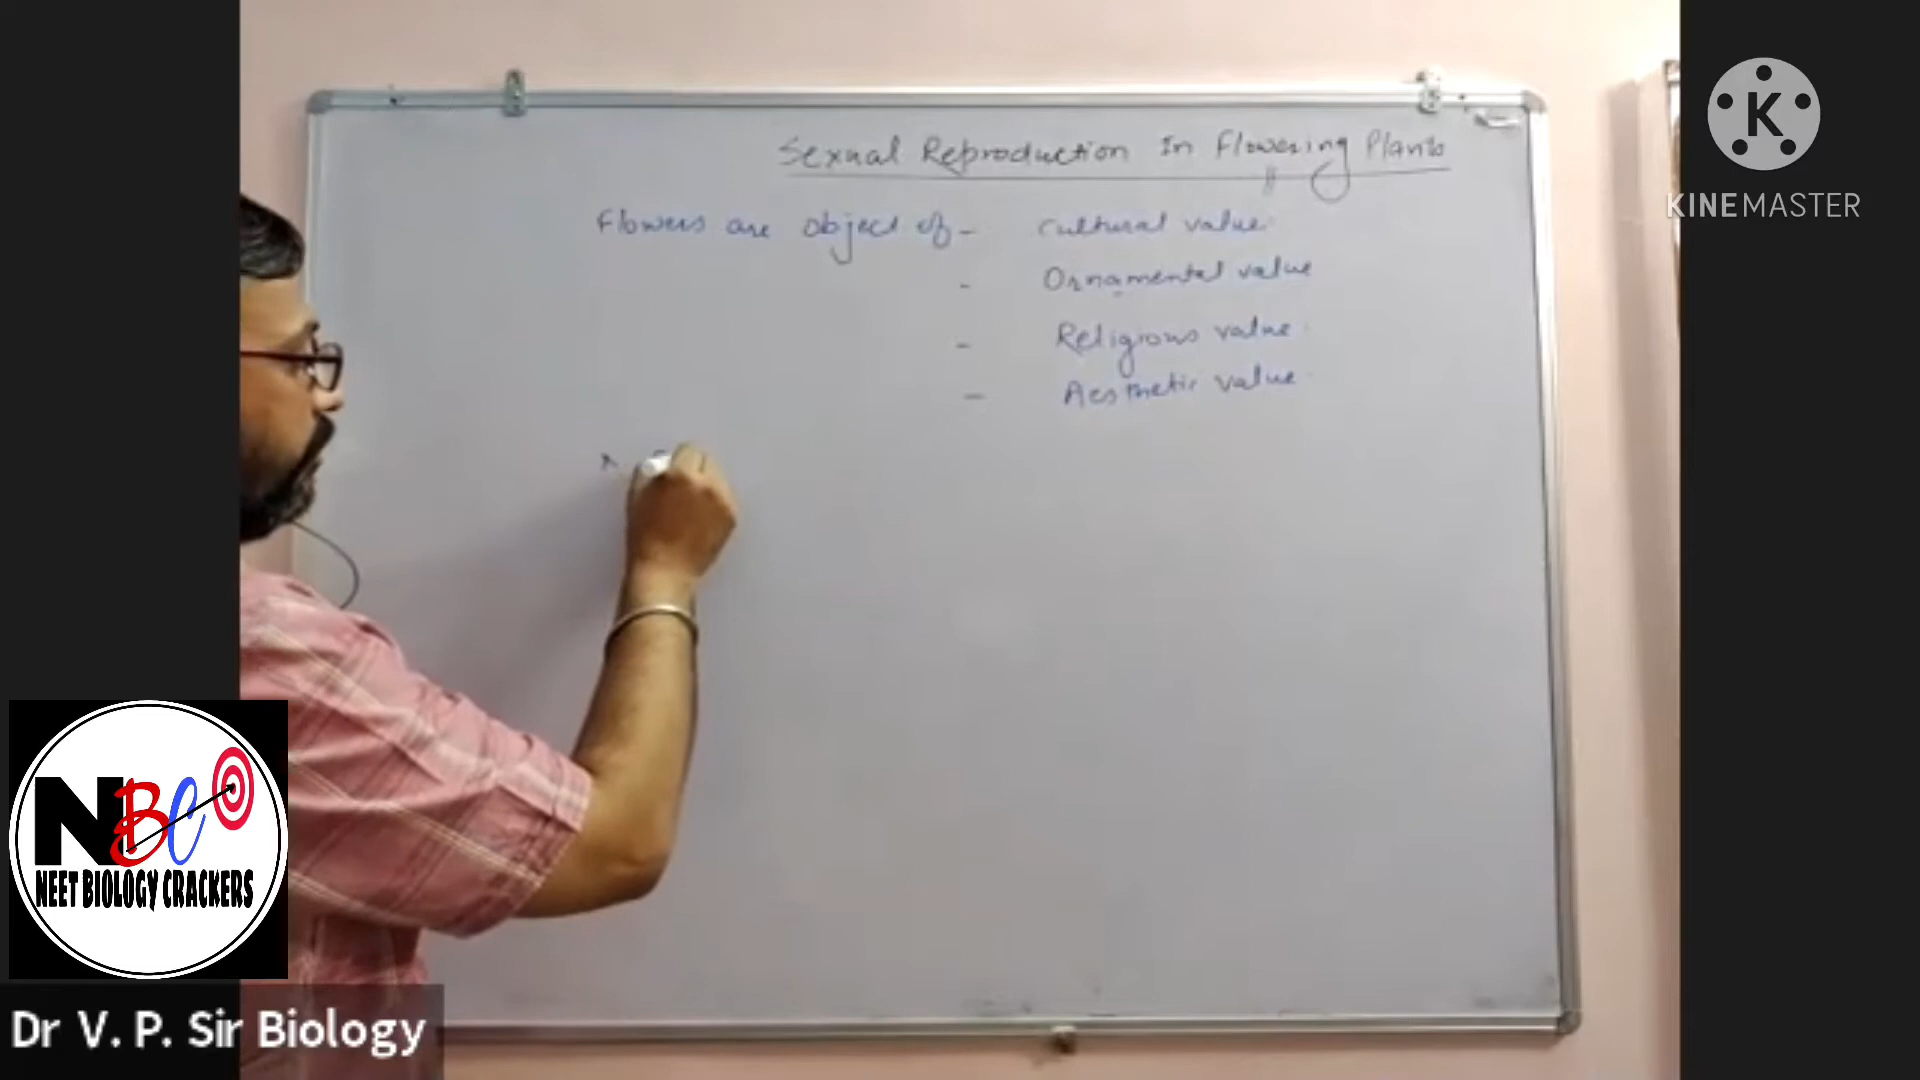 Sexual Reproduction In Flowering Plants
Flowers are object of - Cultural value.
- Ornamental value
- Religious value.
- Aesthetic value.
x
K
KINEMASTER
NBC
NEET BIOLOGY CRACKERS
Dr V. P. Sir Biology